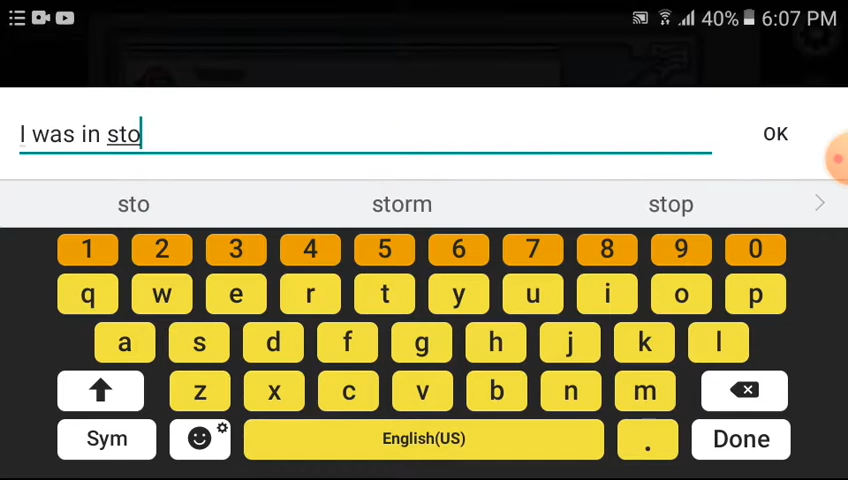 40% 6:07 PM
I was in sto
OK
sto storm stop
1 2 3 4 5 6 7 8 9 0
q w e r t y u i o p
a s d f g h j k l
z x c v b n m
Sym English(US) . Done